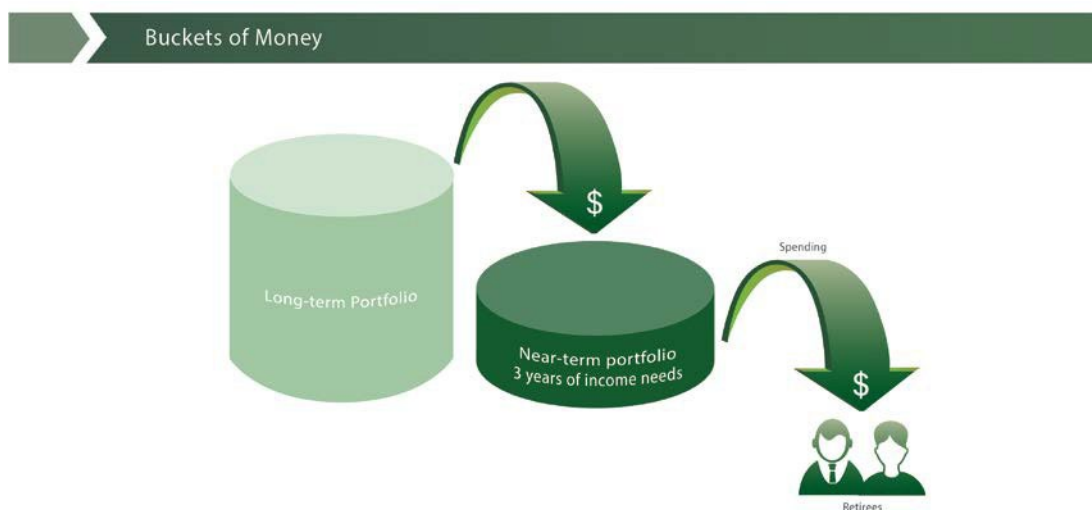 Buckets of Money
$
Long-term Portfolio
Spending
Near-term portfolio
3 years of income needs
$
Retirees